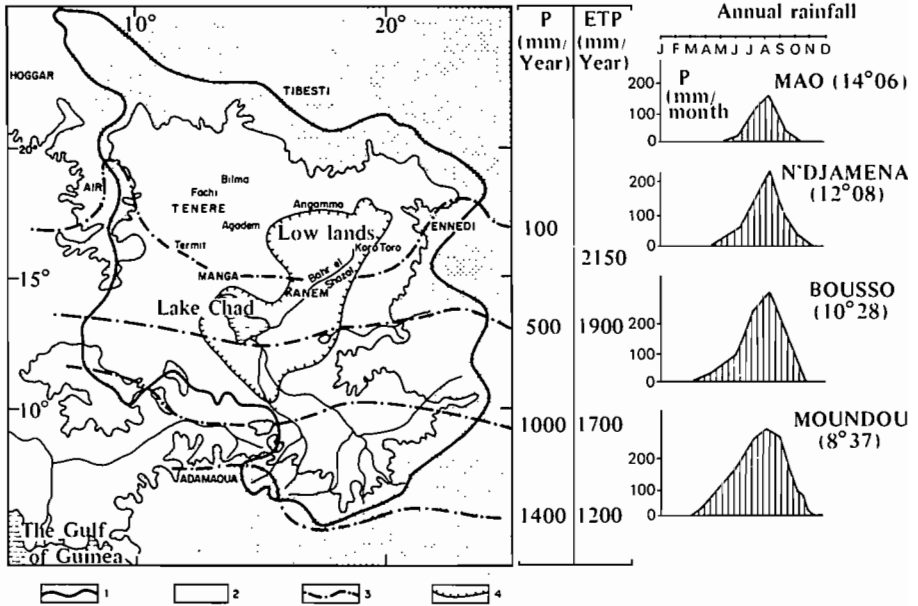 10°
20°
HOGGAR
TIBESTI
20°
AIR
Bilma
Fachi
TENERE
Agadem
Angamma
ENNEDI
Low lands
Koro Toro
Termit
Bahr el
Ghazal
MANGA
KANEM
15°
Lake Chad
10°
ADAMAOUA
The Gulf
of Guinea
1
2
3
4
P
(mm/
Year)
100
500
1000
1400
ETP
(mm/
Year)
2150
1900
1700
1200
Annual rainfall
J F M A M J J A S O N D
P
(mm/
month
200
100
0
MAO (14°06)
200
100
0
N'DJAMENA
(12°08)
200
100
0
BOUSSO
(10°28)
200
100
0
MOUNDOU
(8°37)